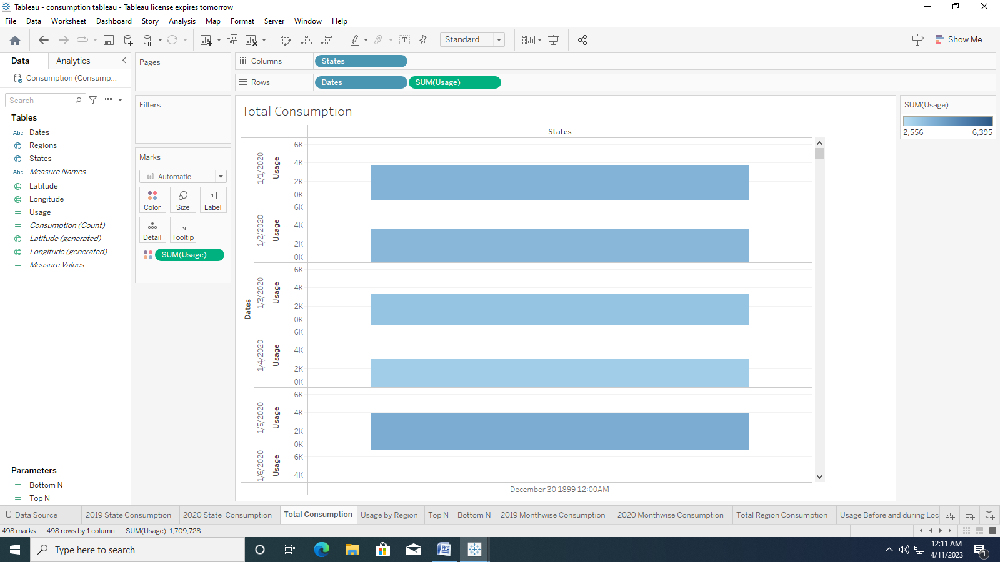 Tableau - consumption tableau - Tableau license expires tomorrow
File Data Worksheet Dashboard Story Analysis Map Format Server Window Help
Standard
Show Me
Data Analytics
Consumption (Consump...
Search
Tables
Abc Dates
Regions
States
Abc Measure Names
Latitude
Longitude
# Usage
# Consumption (Count)
Latitude (generated)
Longitude (generated)
# Measure Values
Parameters
# Bottom N
# Top N
Pages
Filters
Marks
Automatic
Color Size Label
Detail Tooltip
SUM(Usage)
Columns States
Rows Dates SUM(Usage)
Total Consumption
States
Dates
1/1/2020 Usage 6K 4K 2K 0K
1/2/2020 Usage 6K 4K 2K 0K
1/3/2020 Usage 6K 4K 2K 0K
1/4/2020 Usage 6K 4K 2K 0K
1/5/2020 Usage 6K 4K 2K 0K
1/6/2020 Usage 6K 4K
December 30 1899 12:00AM
SUM(Usage)
2,556 6,395
Data Source 2019 State Consumption 2020 State Consumption Total Consumption Usage by Region Top N Bottom N 2019 Monthwise Consumption 2020 Monthwise Consumption Total Region Consumption Usage Before and during Loc
498 marks 498 rows by 1 column SUM(Usage): 1,709,728
Type here to search
12:11 AM
4/11/2023
1